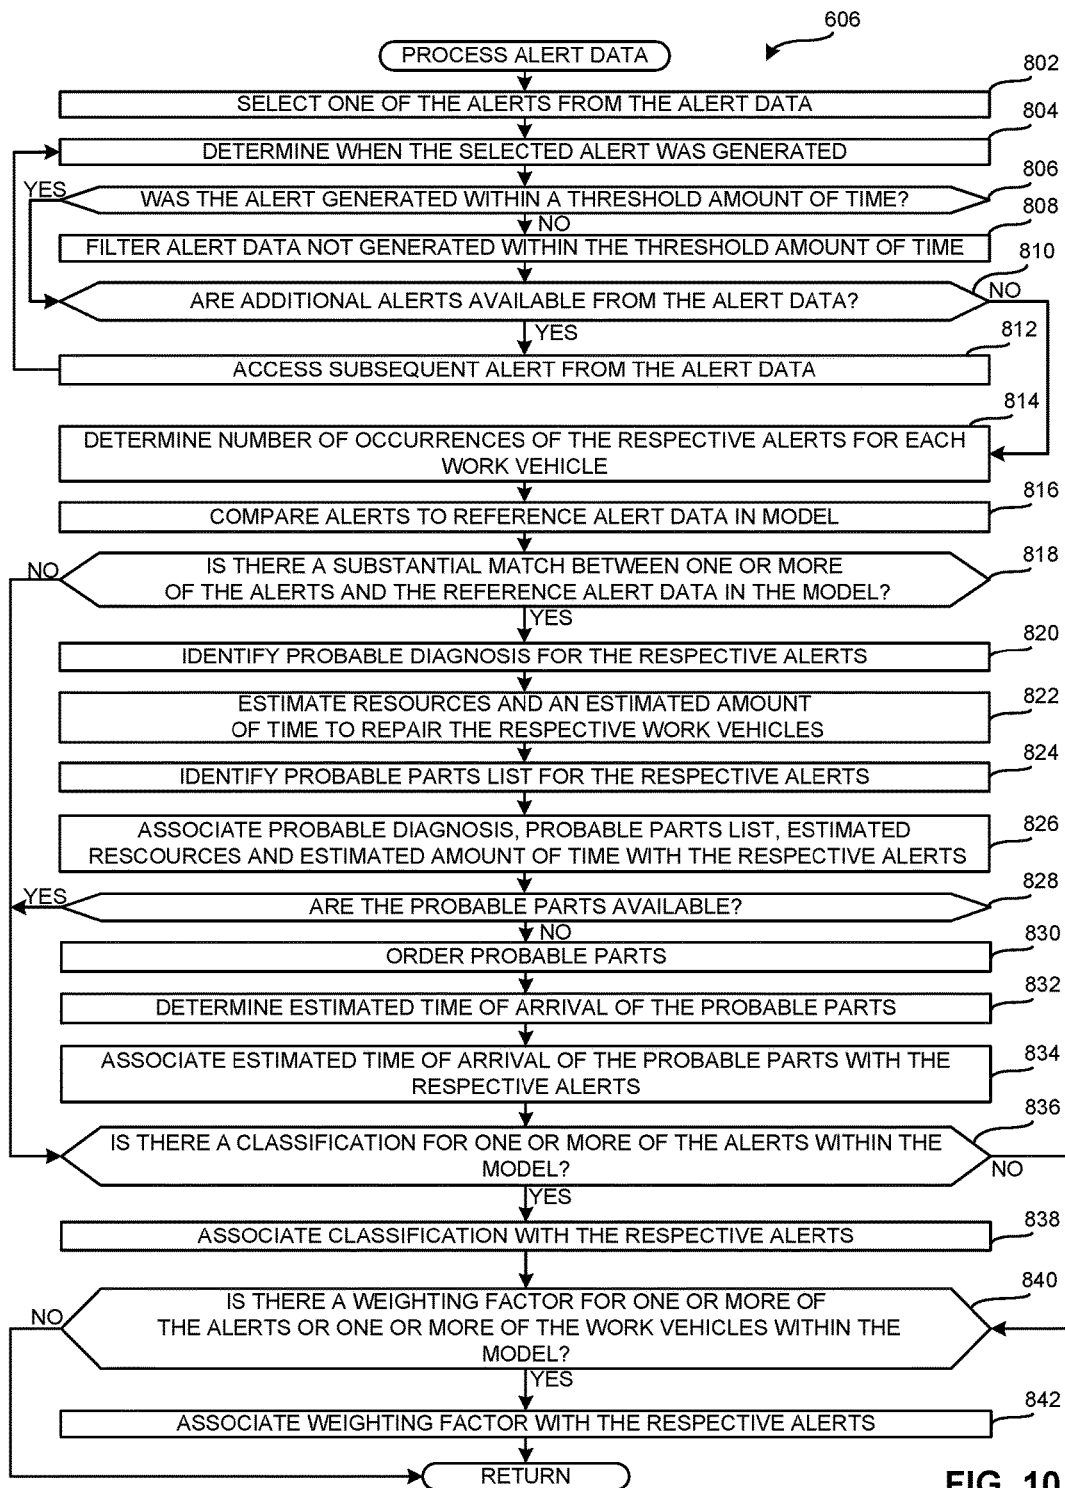 606
PROCESS ALERT DATA
802
SELECT ONE OF THE ALERTS FROM THE ALERT DATA
804
DETERMINE WHEN THE SELECTED ALERT WAS GENERATED
806
YES
WAS THE ALERT GENERATED WITHIN A THRESHOLD AMOUNT OF TIME?
NO
808
FILTER ALERT DATA NOT GENERATED WITHIN THE THRESHOLD AMOUNT OF TIME
810
ARE ADDITIONAL ALERTS AVAILABLE FROM THE ALERT DATA?
NO
YES
812
ACCESS SUBSEQUENT ALERT FROM THE ALERT DATA
814
DETERMINE NUMBER OF OCCURRENCES OF THE RESPECTIVE ALERTS FOR EACH
WORK VEHICLE
816
COMPARE ALERTS TO REFERENCE ALERT DATA IN MODEL
818
NO
IS THERE A SUBSTANTIAL MATCH BETWEEN ONE OR MORE
OF THE ALERTS AND THE REFERENCE ALERT DATA IN THE MODEL?
YES
820
IDENTIFY PROBABLE DIAGNOSIS FOR THE RESPECTIVE ALERTS
822
ESTIMATE RESOURCES AND AN ESTIMATED AMOUNT
OF TIME TO REPAIR THE RESPECTIVE WORK VEHICLES
824
IDENTIFY PROBABLE PARTS LIST FOR THE RESPECTIVE ALERTS
826
ASSOCIATE PROBABLE DIAGNOSIS, PROBABLE PARTS LIST, ESTIMATED
RESCOURCES AND ESTIMATED AMOUNT OF TIME WITH THE RESPECTIVE ALERTS
828
YES
ARE THE PROBABLE PARTS AVAILABLE?
NO
830
ORDER PROBABLE PARTS
832
DETERMINE ESTIMATED TIME OF ARRIVAL OF THE PROBABLE PARTS
834
ASSOCIATE ESTIMATED TIME OF ARRIVAL OF THE PROBABLE PARTS WITH THE
RESPECTIVE ALERTS
836
IS THERE A CLASSIFICATION FOR ONE OR MORE OF THE ALERTS WITHIN THE
MODEL?
NO
YES
838
ASSOCIATE CLASSIFICATION WITH THE RESPECTIVE ALERTS
840
NO
IS THERE A WEIGHTING FACTOR FOR ONE OR MORE OF
THE ALERTS OR ONE OR MORE OF THE WORK VEHICLES WITHIN THE
MODEL?
YES
842
ASSOCIATE WEIGHTING FACTOR WITH THE RESPECTIVE ALERTS
RETURN
FIG. 10